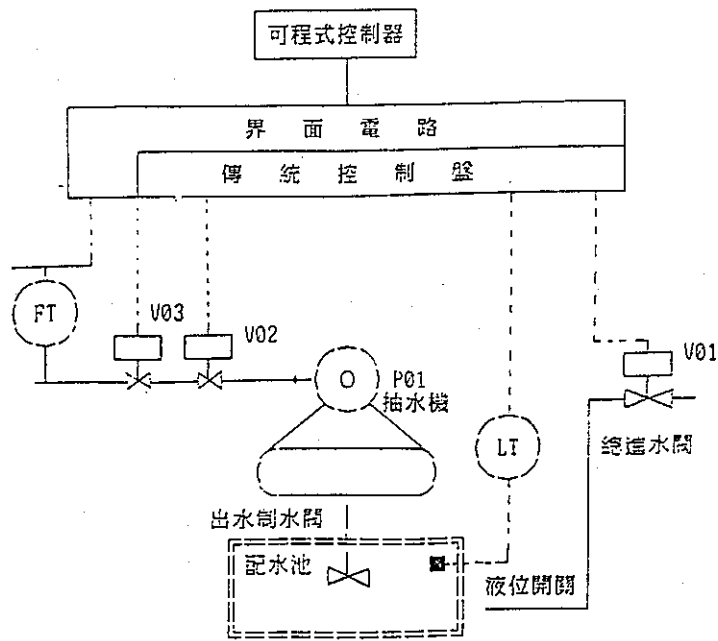 可程式控制器
界面電路
傳統控制盤
FT
V03
V02
V01
P01
抽水機
LT
總進水閥
出水制水閥
配水池
液位開關